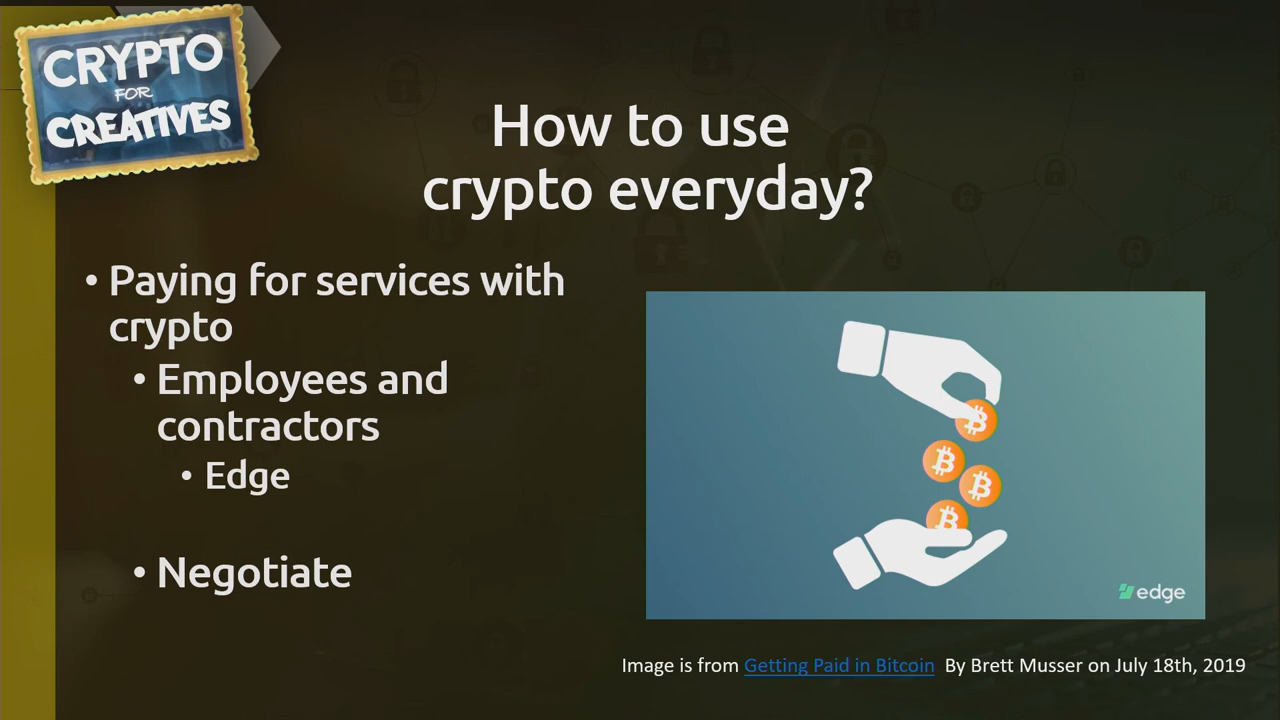 CRYPTO
FOR
CREATIVES
How to use
crypto everyday?
• Paying for services with
crypto
• Employees and
contractors
• Edge
• Negotiate
edge
Image is from Getting Paid in Bitcoin By Brett Musser on July 18th, 2019